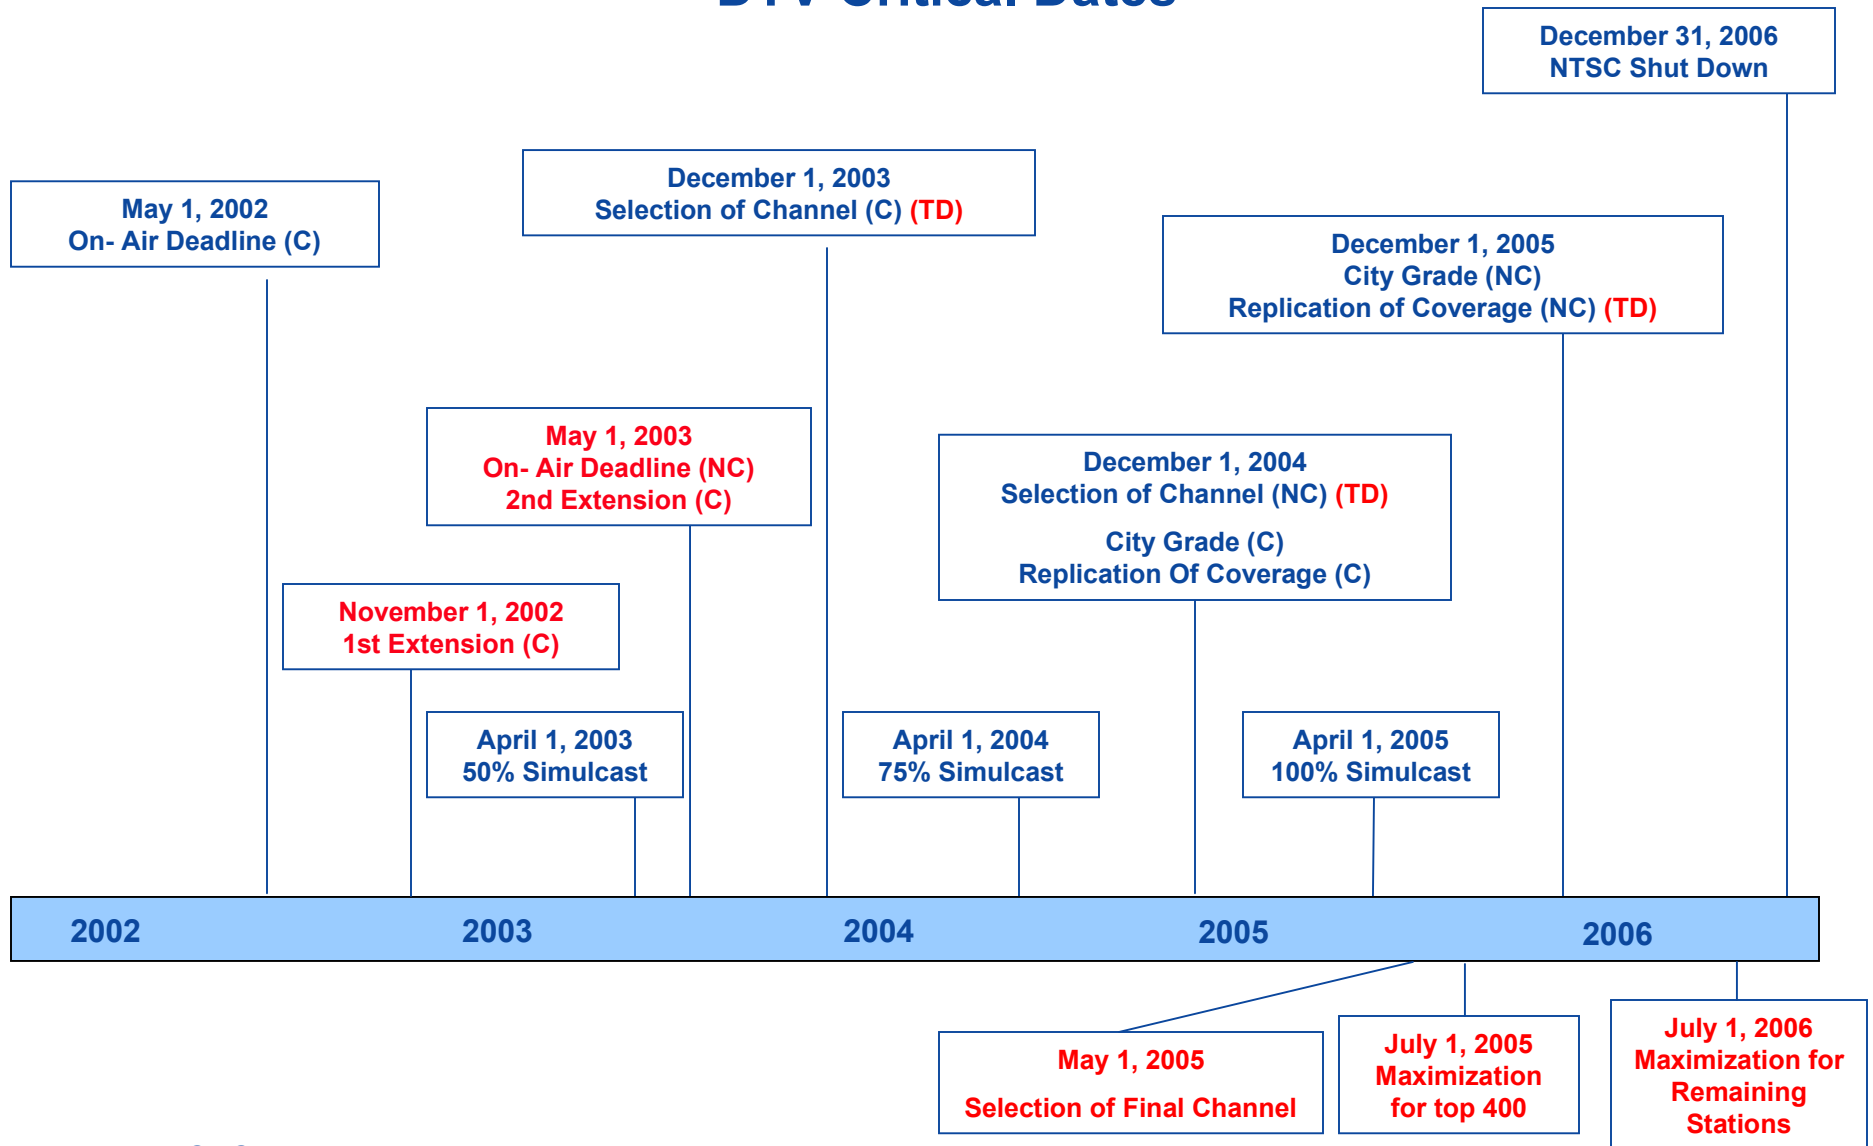 DTV Critical Dates
December 31, 2006
NTSC Shut Down
December 1, 2003
Selection of Channel (C) (TD)
May 1, 2002
On- Air Deadline (C)
December 1, 2005
City Grade (NC)
Replication of Coverage (NC) (TD)
May 1, 2003
On- Air Deadline (NC)
2nd Extension (C)
December 1, 2004
Selection of Channel (NC) (TD)
City Grade (C)
Replication Of Coverage (C)
November 1, 2002
1st Extension (C)
April 1, 2003
50% Simulcast
April 1, 2004
75% Simulcast
April 1, 2005
100% Simulcast
2002 2003 2004 2005 2006
May 1, 2005
Selection of Final Channel
July 1, 2005
Maximization
for top 400
July 1, 2006
Maximization for
Remaining
Stations